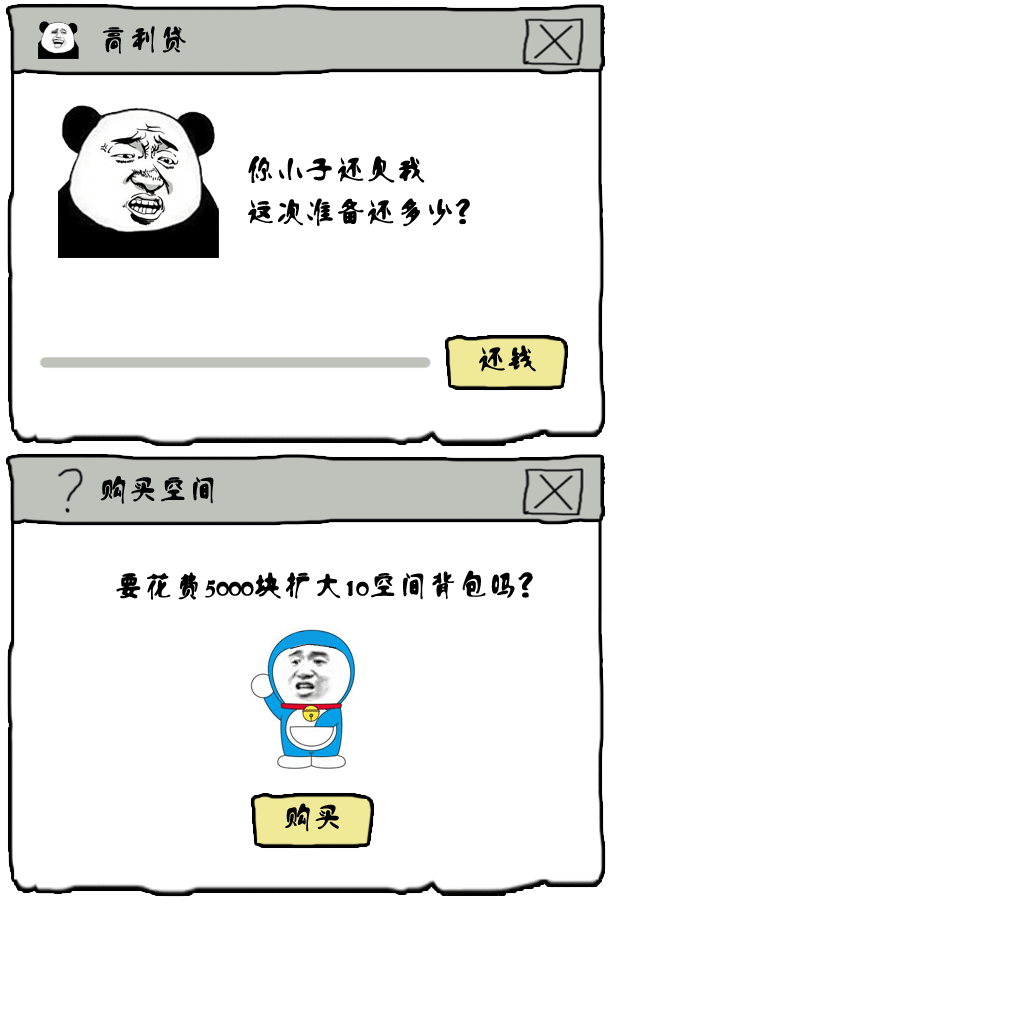 高利贷
你小子还欠我
这次准备还多少?
还钱
? 购买空间
要花费5000块扩大10空间背包吗?
购买